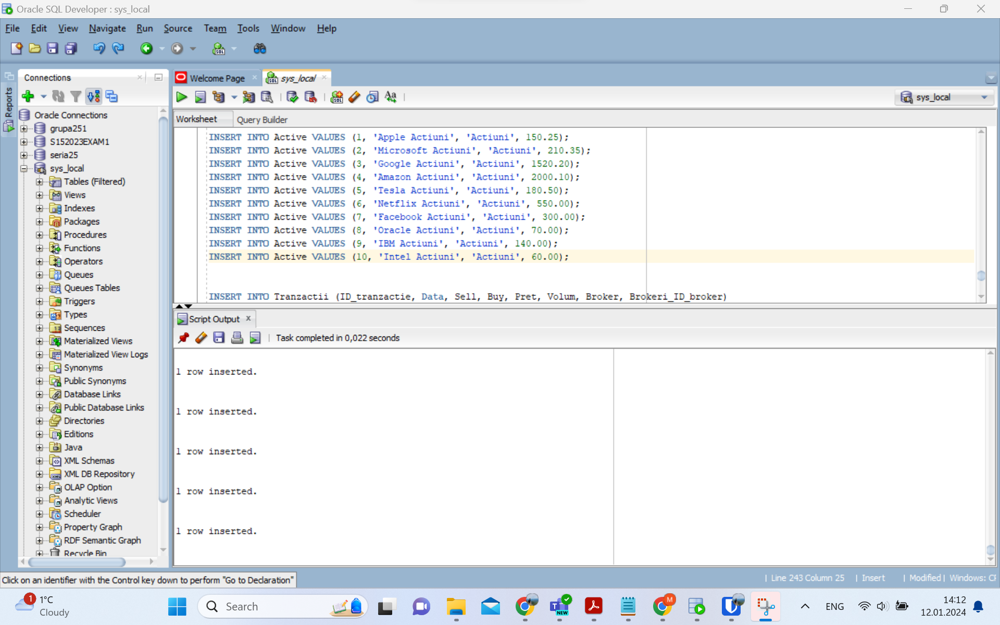 Oracle SQL Developer : sys_local
File Edit View Navigate Run Source Team Tools Window Help
Reports
Connections
Oracle Connections
grupa251
S152023EXAM1
seria25
sys_local
Tables (Filtered)
Views
Indexes
Packages
Procedures
Functions
Operators
Queues
Queues Tables
Triggers
Types
Sequences
Materialized Views
Materialized View Logs
Synonyms
Public Synonyms
Database Links
Public Database Links
Directories
Editions
Java
XML Schemas
XML DB Repository
OLAP Option
Analytic Views
Scheduler
Property Graph
RDF Semantic Graph
Recycle Bin
Welcome Page
sys_local
sys_local
Worksheet Query Builder
INSERT INTO Active VALUES (1, 'Apple Actiuni', 'Actiuni', 150.25);
INSERT INTO Active VALUES (2, 'Microsoft Actiuni', 'Actiuni', 210.35);
INSERT INTO Active VALUES (3, 'Google Actiuni', 'Actiuni', 1520.20);
INSERT INTO Active VALUES (4, 'Amazon Actiuni', 'Actiuni', 2000.10);
INSERT INTO Active VALUES (5, 'Tesla Actiuni', 'Actiuni', 180.50);
INSERT INTO Active VALUES (6, 'Netflix Actiuni', 'Actiuni', 550.00);
INSERT INTO Active VALUES (7, 'Facebook Actiuni', 'Actiuni', 300.00);
INSERT INTO Active VALUES (8, 'Oracle Actiuni', 'Actiuni', 70.00);
INSERT INTO Active VALUES (9, 'IBM Actiuni', 'Actiuni', 140.00);
INSERT INTO Active VALUES (10, 'Intel Actiuni', 'Actiuni', 60.00);
INSERT INTO Tranzactii (ID_tranzactie, Data, Sell, Buy, Pret, Volum, Broker, Brokeri_ID_broker)
Script Output
Task completed in 0,022 seconds
1 row inserted.
1 row inserted.
1 row inserted.
1 row inserted.
1 row inserted.
Click on an identifier with the Control key down to perform "Go to Declaration"
| Line 243 Column 25 | Insert | Modified | Windows: CF
1
1°C
Cloudy
Search
NEW
M
ENG
14:12
12.01.2024